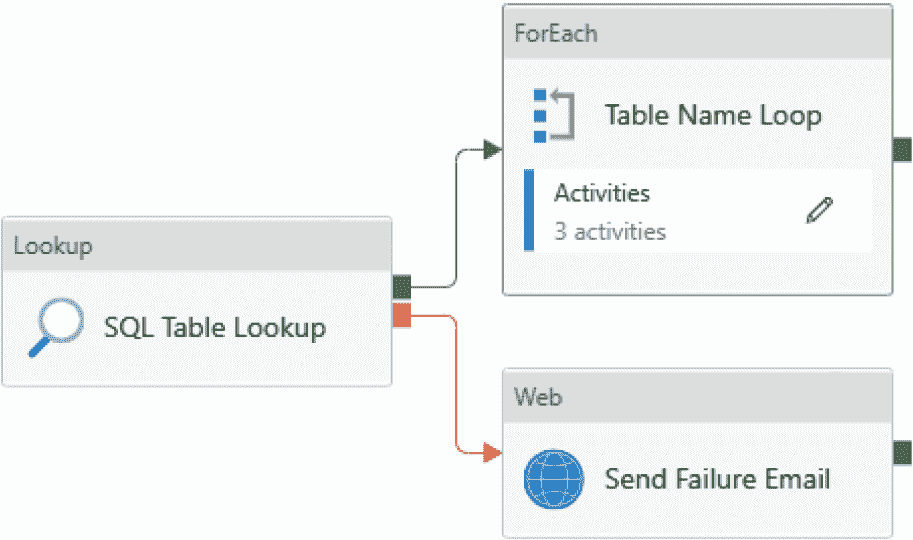 ForEach
Table Name Loop
Activities
3 activities
Lookup
SQL Table Lookup
Web
Send Failure Email